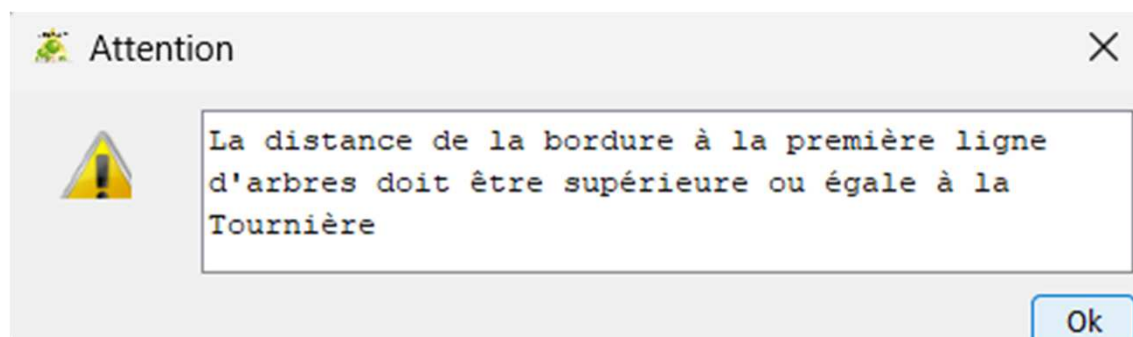 Attention
La distance de la bordure à la première ligne
d'arbres doit être supérieure ou égale à la
Tournière
Ok